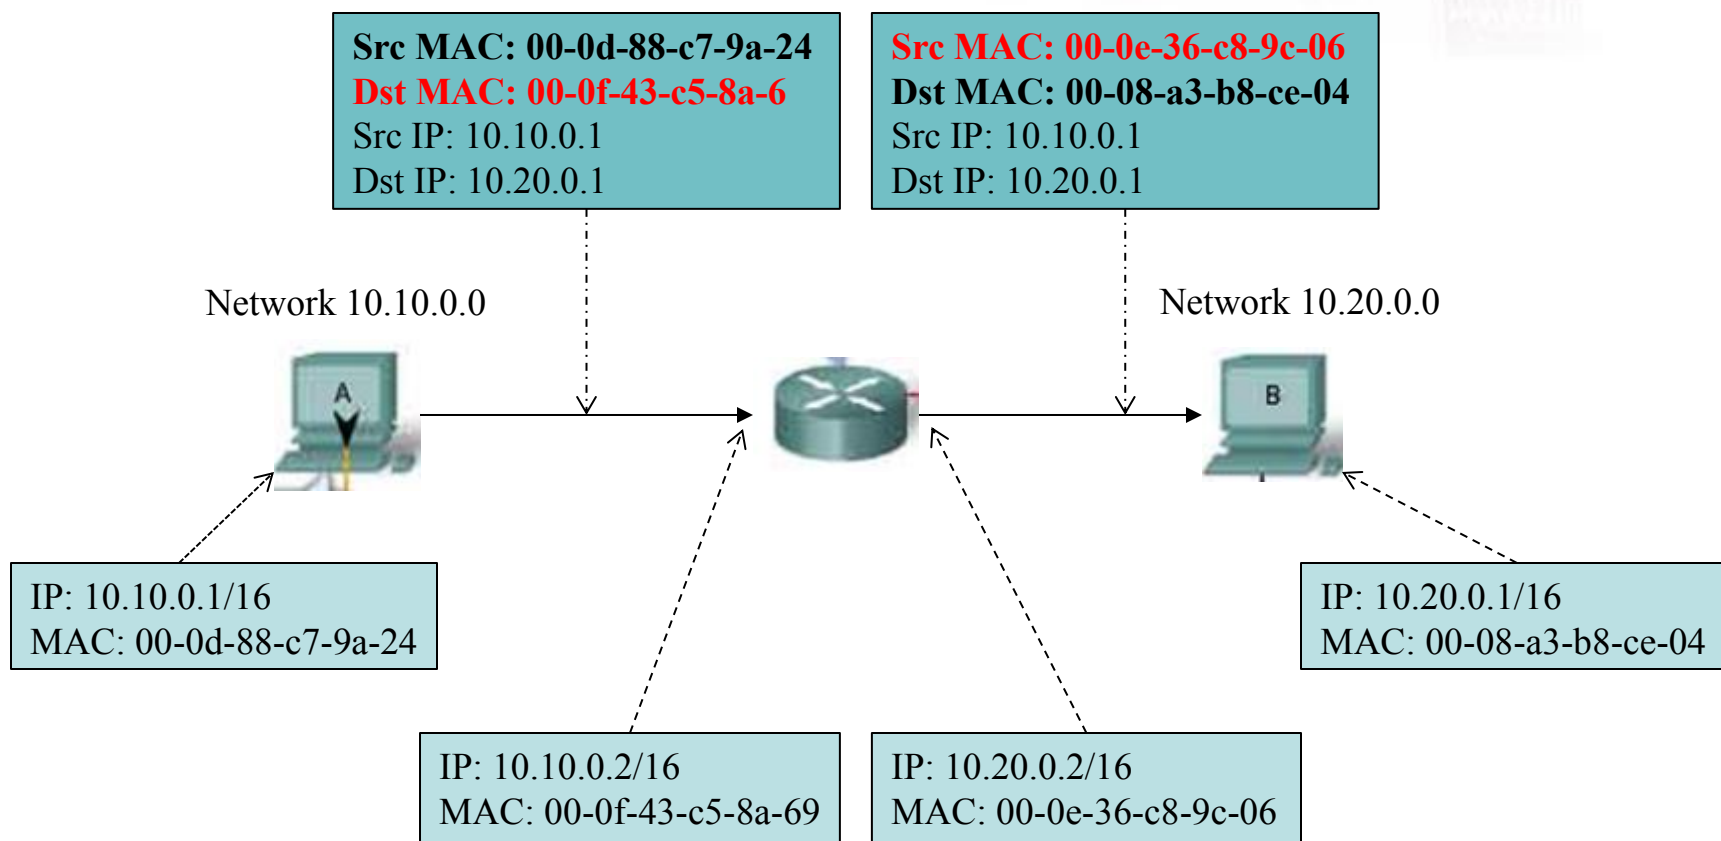 Src MAC: 00-0d-88-c7-9a-24
Dst MAC: 00-0f-43-c5-8a-6
Src IP: 10.10.0.1
Dst IP: 10.20.0.1
Src MAC: 00-0e-36-c8-9c-06
Dst MAC: 00-08-a3-b8-ce-04
Src IP: 10.10.0.1
Dst IP: 10.20.0.1
Network 10.10.0.0
Network 10.20.0.0
A
B
IP: 10.10.0.1/16
MAC: 00-0d-88-c7-9a-24
IP: 10.20.0.1/16
MAC: 00-08-a3-b8-ce-04
IP: 10.10.0.2/16
MAC: 00-0f-43-c5-8a-69
IP: 10.20.0.2/16
MAC: 00-0e-36-c8-9c-06